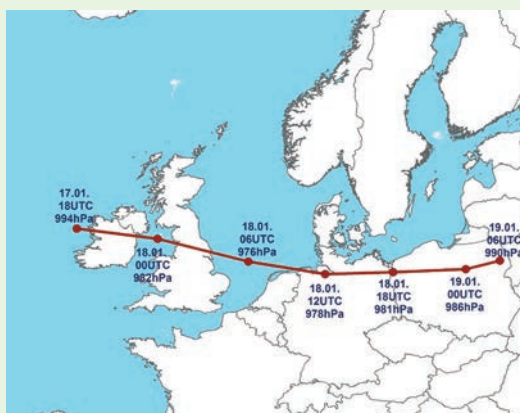 17.01.
18UTC
994hPa
18.01.
00UTC
982hPa
18.01.
06UTC
976hPa
18.01.
12UTC
978hPa
18.01.
18UTC
981hPa
19.01.
00UTC
986hPa
19.01.
06UTC
990hPa